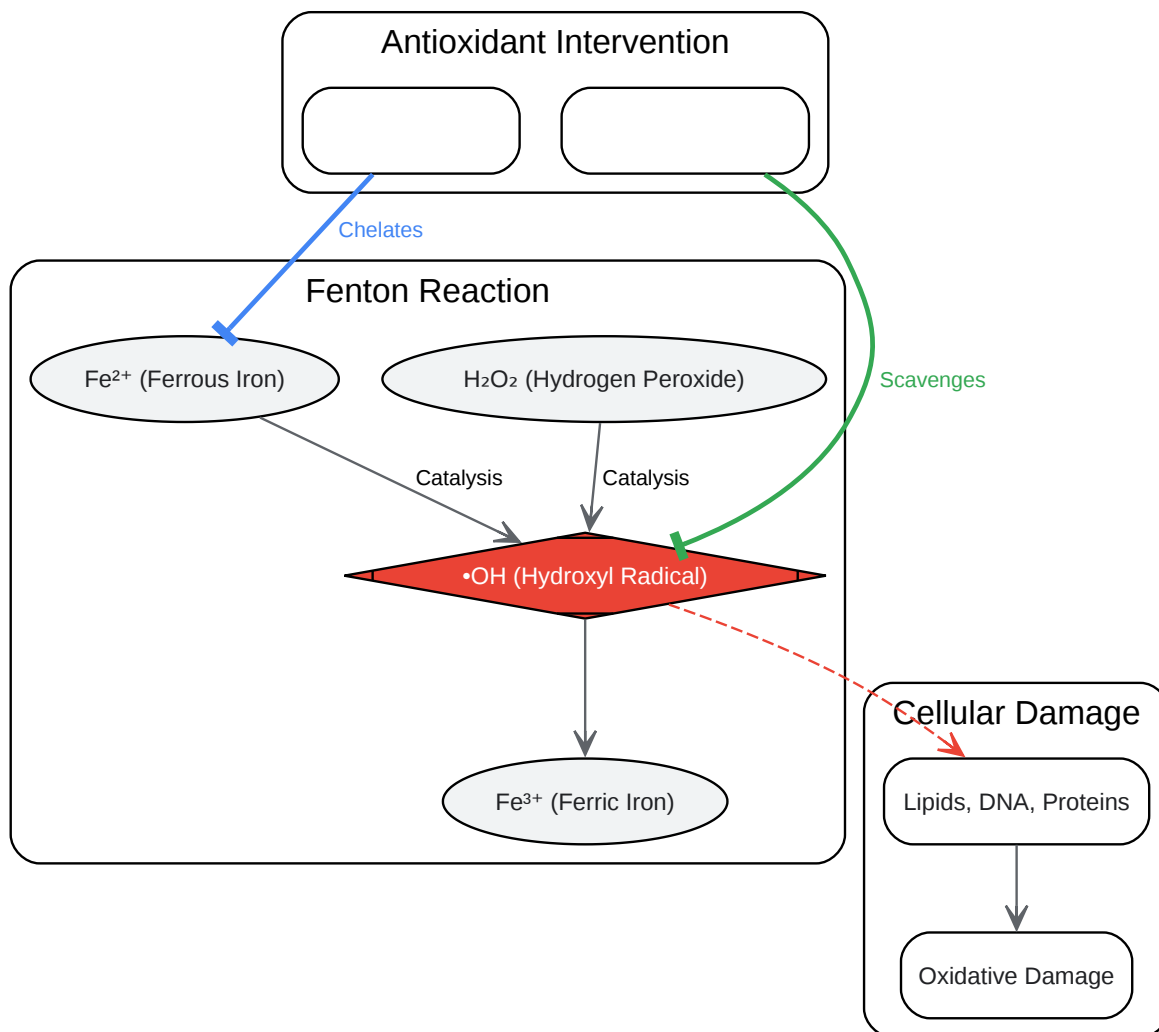 Antioxidant Intervention
Chelates
Fenton Reaction
Fe²⁺ (Ferrous Iron)
H₂O₂ (Hydrogen Peroxide)
Scavenges
Catalysis
Catalysis
•OH (Hydroxyl Radical)
Cellular Damage
Fe³⁺ (Ferric Iron)
Lipids, DNA, Proteins
Oxidative Damage